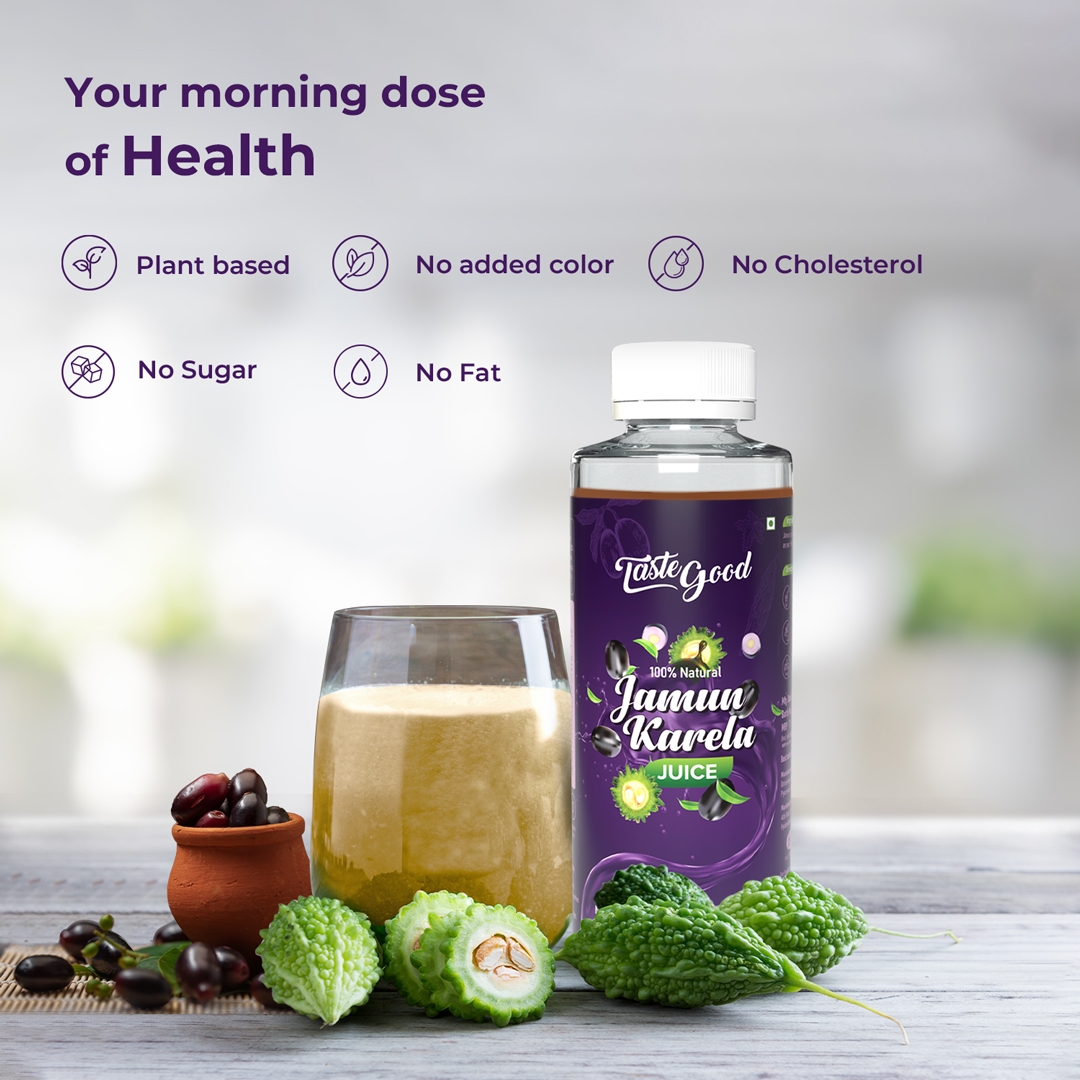 Your morning dose
of Health
Plant based
No added color
No Cholesterol
No Sugar
No Fat
Taste Good
100% Natural
Jamun
Karela
JUICE